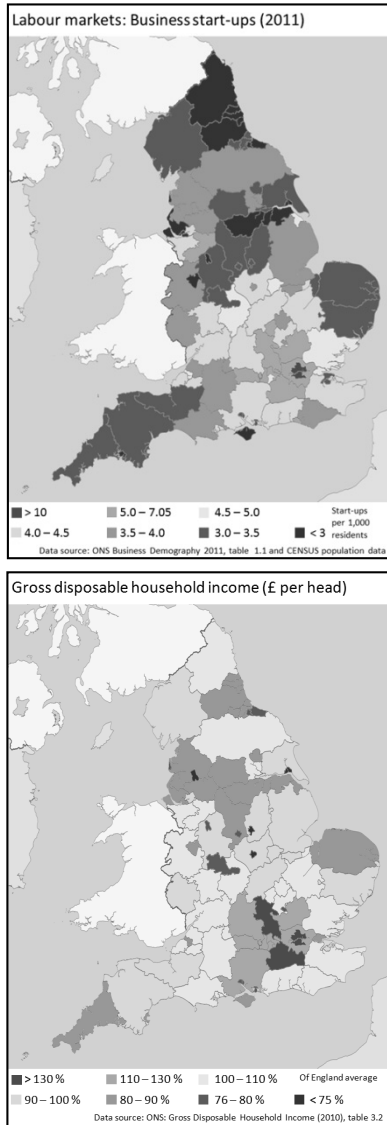 Labour markets: Business start-ups (2011)
> 10 5.0 – 7.05 4.5 – 5.0 Start-ups
per 1,000
4.0 – 4.5 3.5 – 4.0 3.0 – 3.5 < 3 residents
Data source: ONS Business Demography 2011, table 1.1 and CENSUS population data
Gross disposable household income (£ per head)
> 130 % 110 – 130 % 100 – 110 % Of England average
90 – 100 % 80 – 90 % 76 – 80 % < 75 %
Data source: ONS: Gross Disposable Household Income (2010), table 3.2